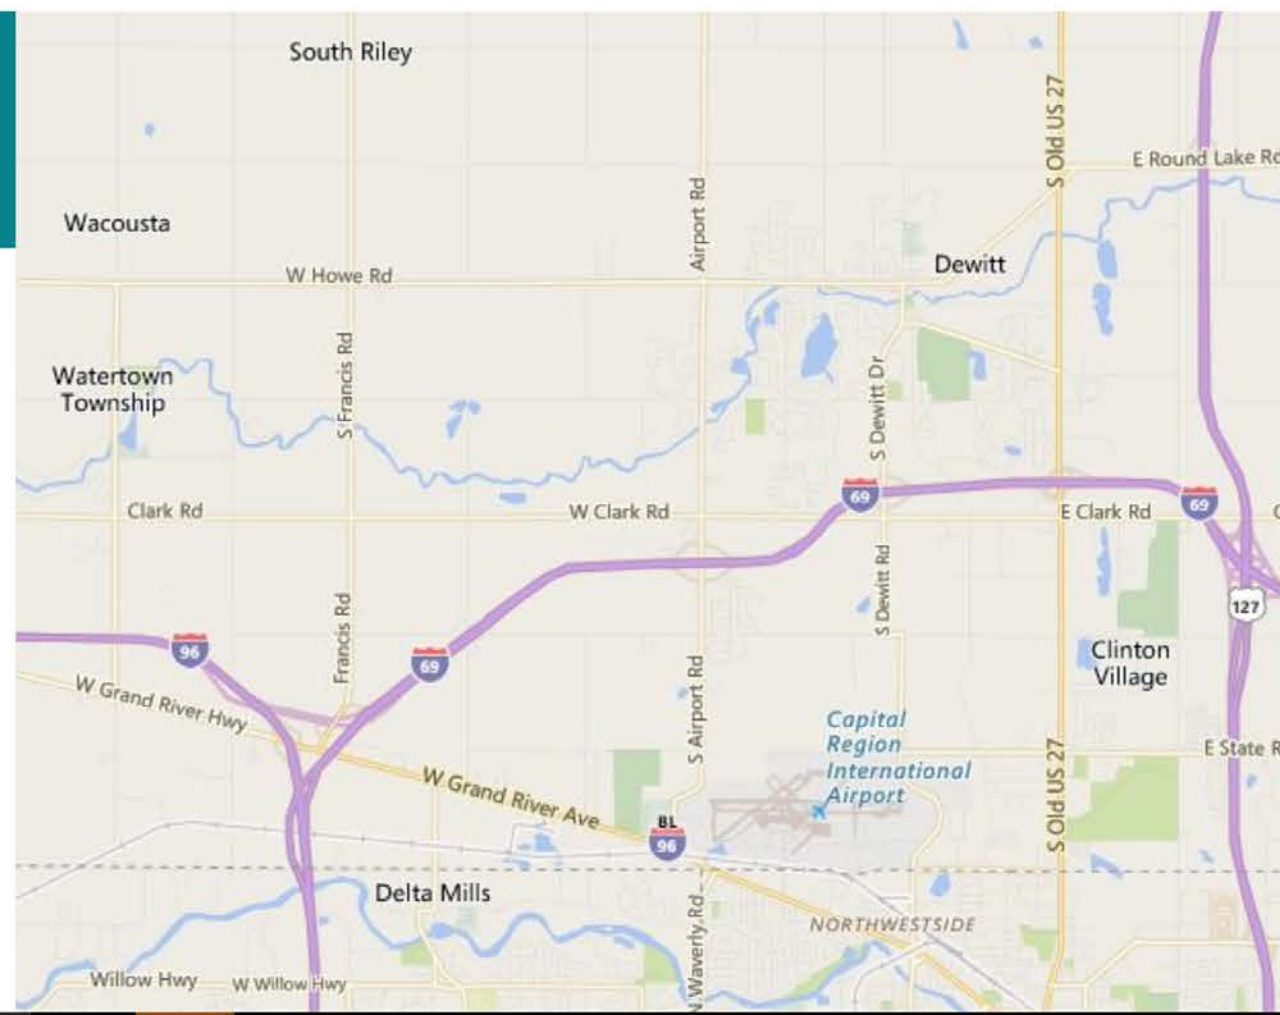 South Riley
S Old US 27
E Round Lake Rd
Airport Rd
Wacousta
Dewitt
W Howe Rd
S Francis Rd
Watertown
Township
S Dewitt Dr
69
69
Clark Rd
W Clark Rd
E Clark Rd
C
S Dewitt Rd
Francis Rd
127
96
69
Clinton
Village
W Grand River Hwy
S Airport Rd
Capital
Region
International
Airport
S Old US 27
E State R
W Grand River Ave
BL
96
Delta Mills
N Waverly Rd
NORTHWESTSIDE
Willow Hwy
W Willow Hwy